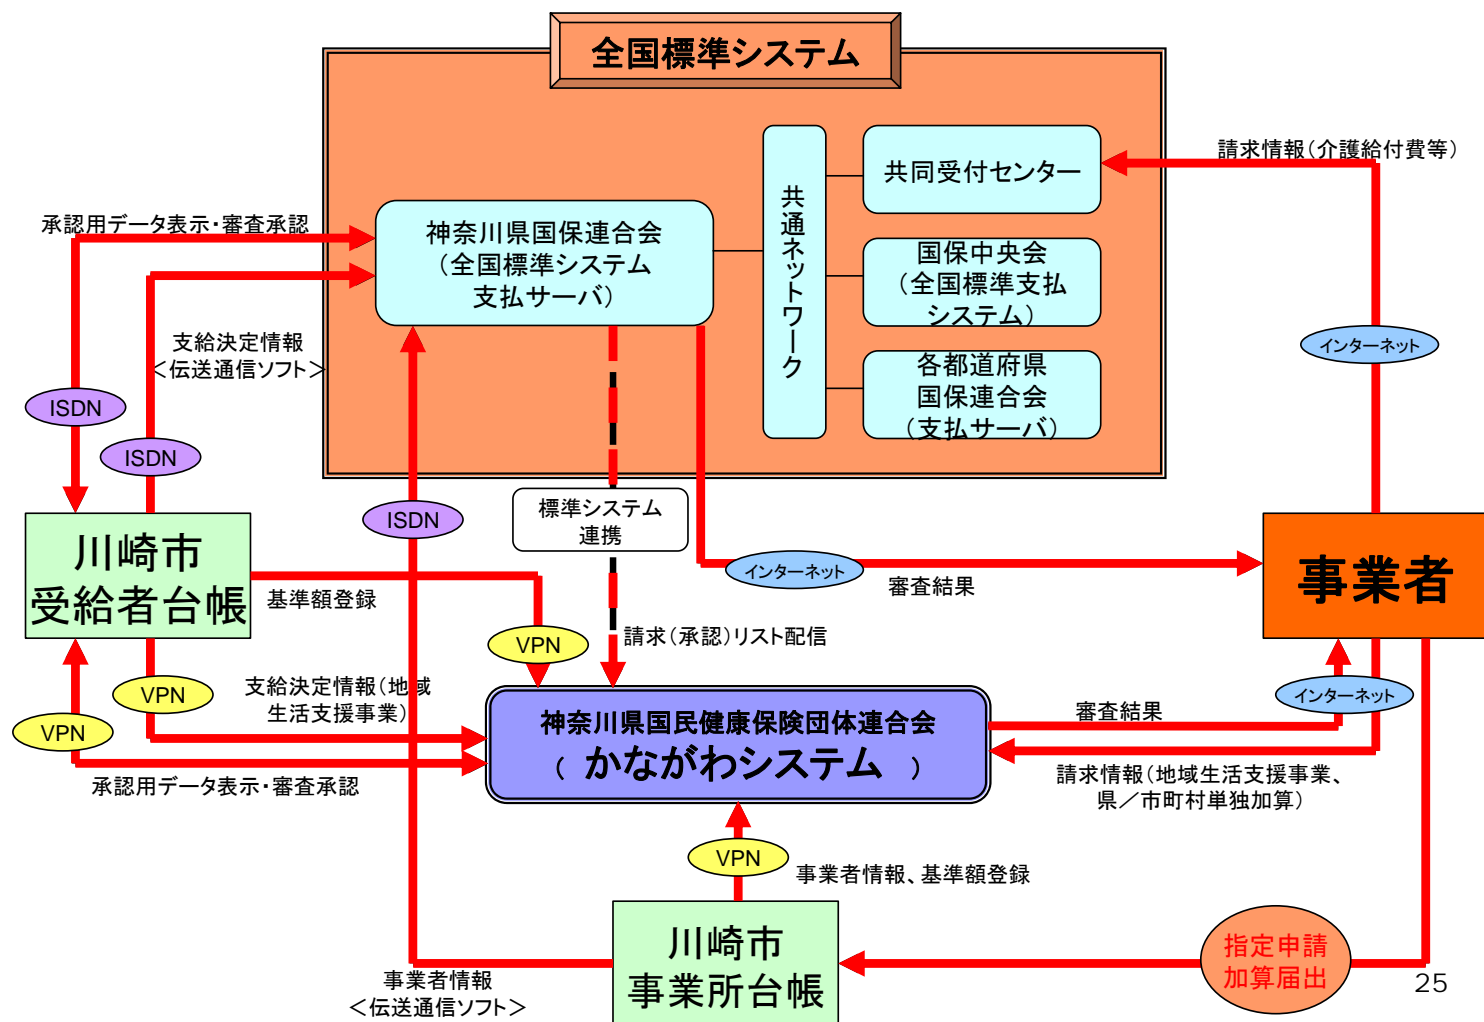 全国標準システム
請求情報（介護給付費等）
共同受付センター
共通ネットワーク
承認用データ表示・審査承認
神奈川県国保連合会
（全国標準システム
支払サーバ）
国保中央会
（全国標準支払
システム）
支給決定情報
＜伝送通信ソフト＞
インターネット
各都道府県
国保連合会
（支払サーバ）
ISDN
ISDN
ISDN
標準システム
連携
川崎市
受給者台帳
インターネット
審査結果
事業者
基準額登録
VPN
請求（承認）リスト配信
VPN
支給決定情報（地域
生活支援事業）
インターネット
VPN
神奈川県国民健康保険団体連合会
（ かながわシステム ）
審査結果
承認用データ表示・審査承認
請求情報（地域生活支援事業、
県／市町村単独加算）
VPN
事業者情報、基準額登録
川崎市
事業所台帳
指定申請
加算届出
事業者情報
＜伝送通信ソフト＞
25